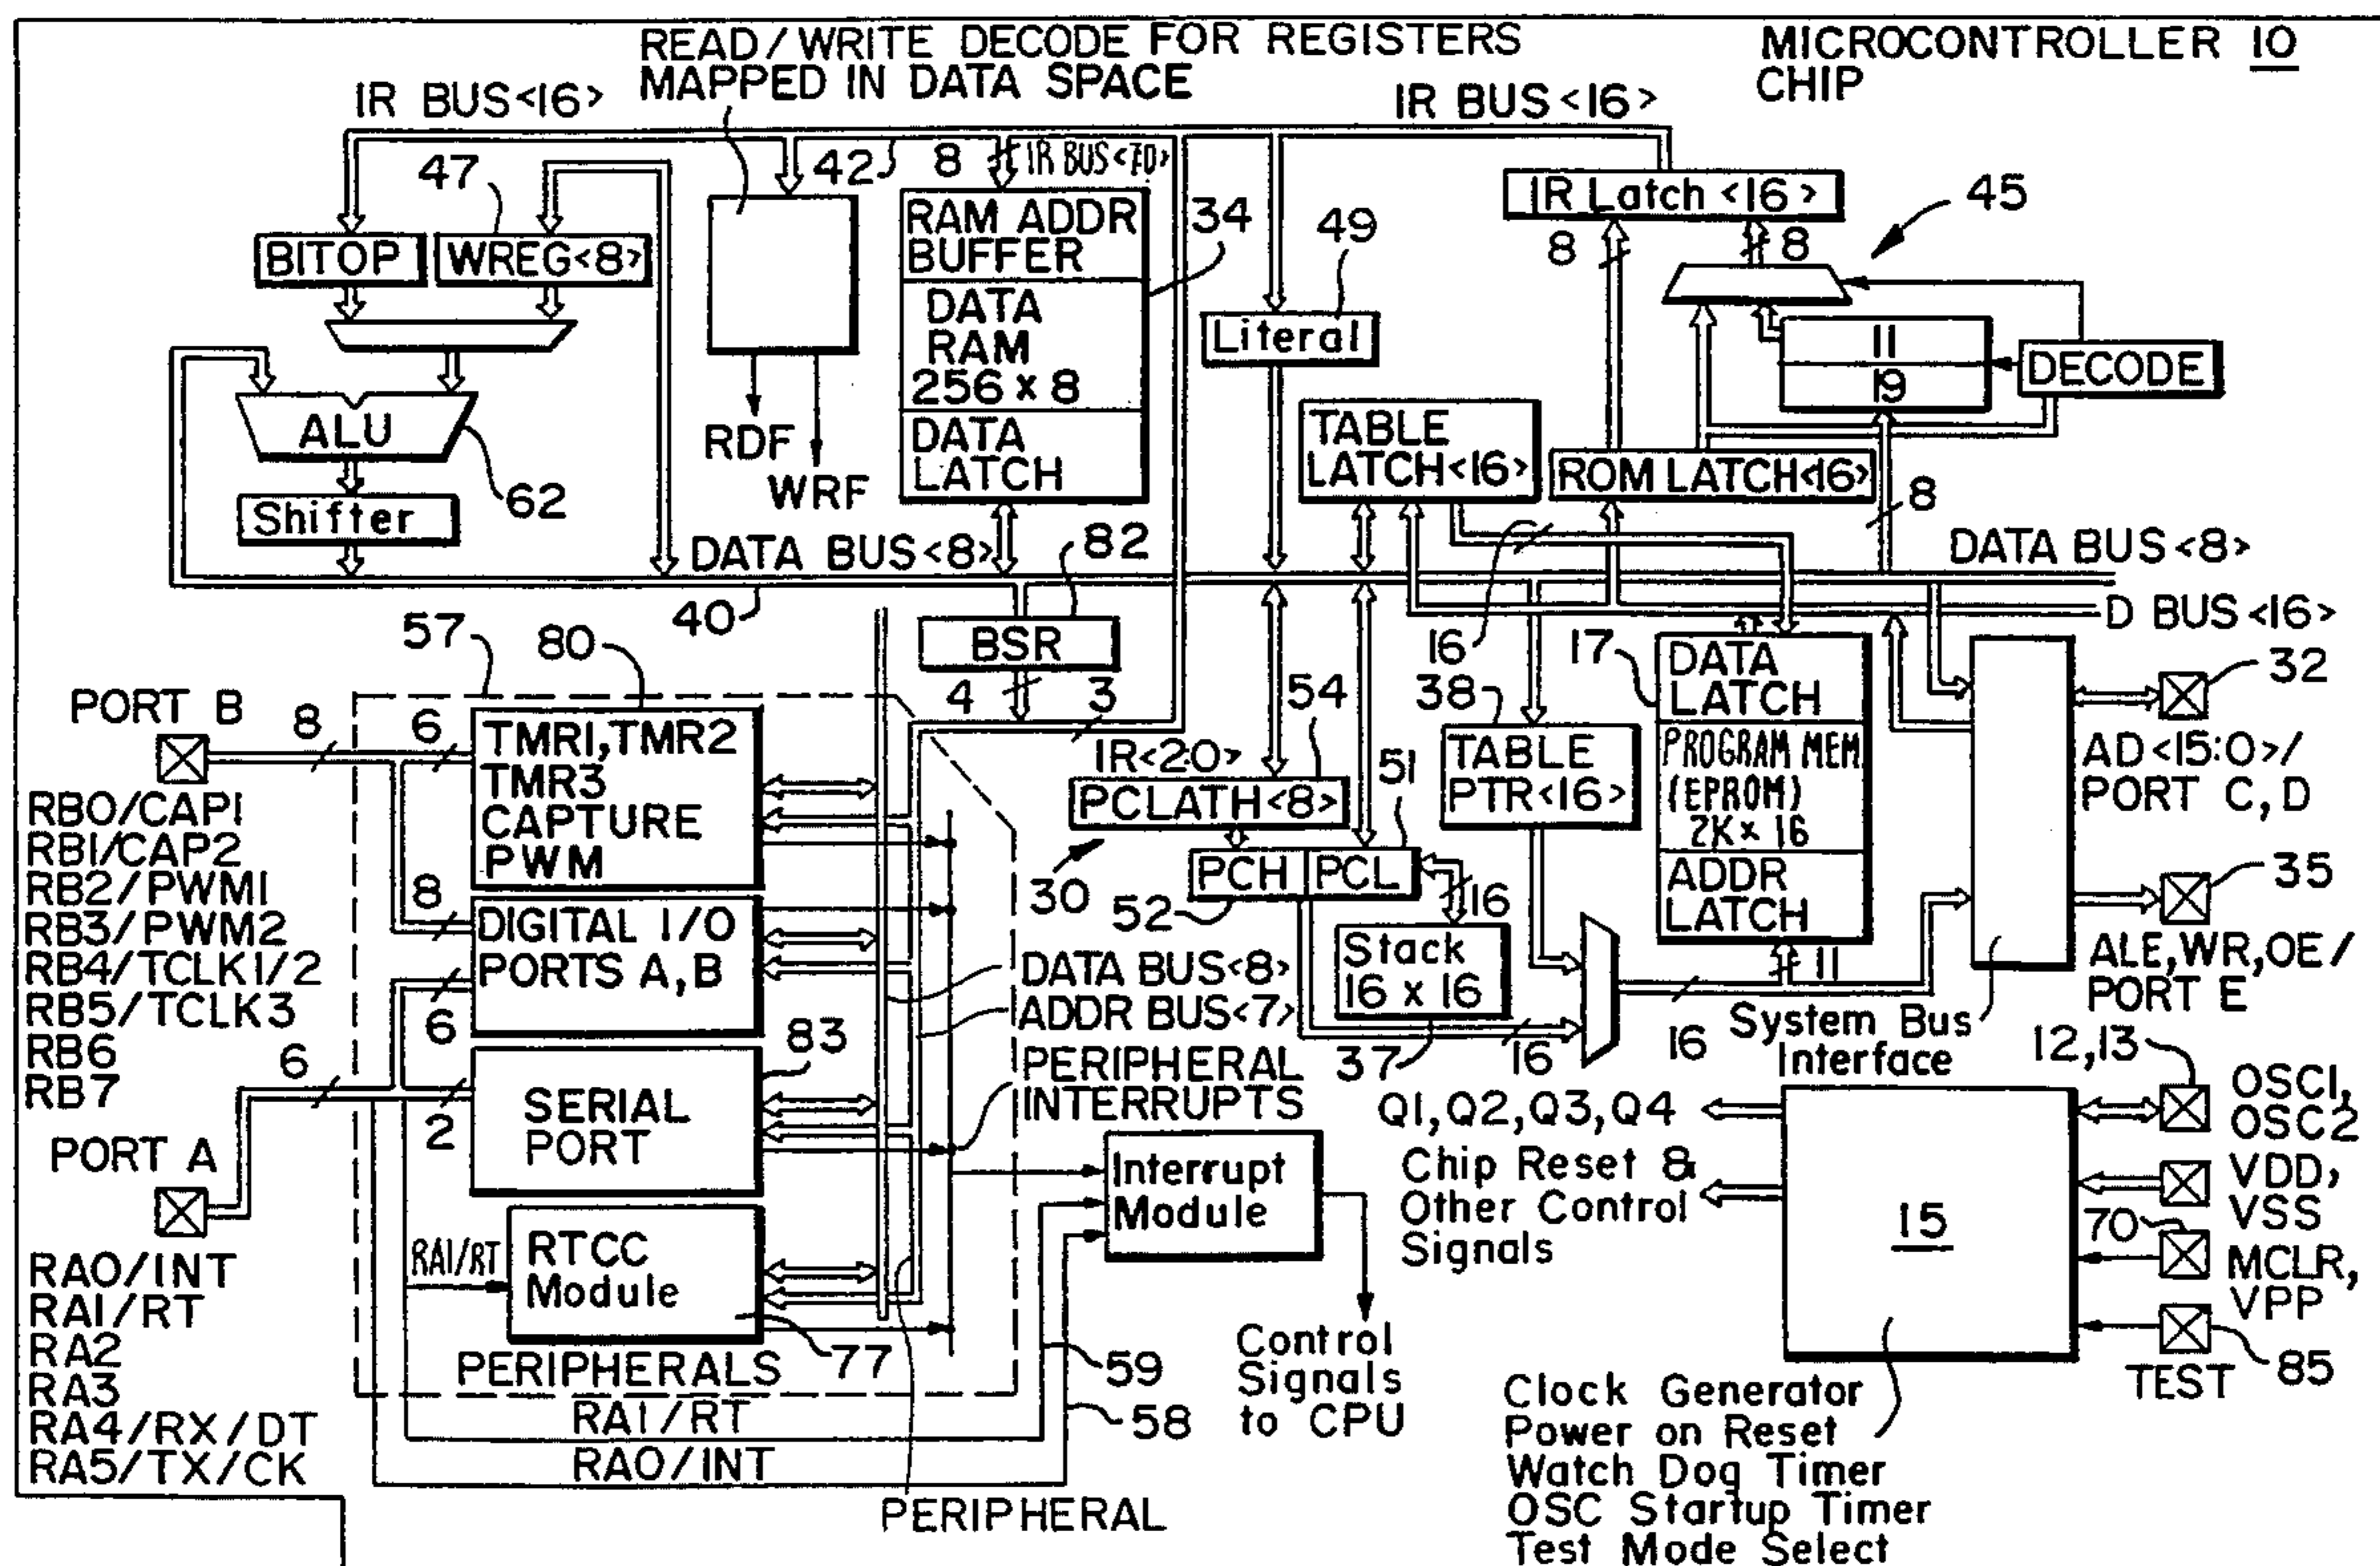 READ/WRITE DECODE FOR REGISTERS
MAPPED IN DATA SPACE
MICROCONTROLLER 10
CHIP
IR BUS<16>
IR BUS<16>
47
42
8
IR BUS<7:0>
IR Latch <16>
45
BITOP
WREG<8>
RAM ADDR
BUFFER
34
49
8
8
DATA
RAM
256 x 8
Literal
11
19
DECODE
ALU
62
RDF
WRF
DATA
LATCH
TABLE
LATCH<16>
ROM LATCH<16>
8
Shifter
DATA BUS<8>
82
DATA BUS<8>
40
D BUS<16>
57
80
BSR
4
3
16
17
DATA
LATCH
32
PORT B
8
6
TMR1, TMR2
TMR3
CAPTURE
PWM
IR<2:0>
54
38
51
PCLATH<8>
TABLE
PTR<16>
PROGRAM MEM
(EPROM)
2K x 16
AD<15:0>/
PORT C, D
RB0/CAP1
RB1/CAP2
RB2/PWM1
RB3/PWM2
RB4/TCLK1/2
RB5/TCLK3
RB6
RB7
8
30
PCH
PCL
52
16
ADDR
LATCH
35
DIGITAL I/O
PORTS A, B
6
6
DATA BUS<8>
ADDR BUS<7>
Stack
16 x 16
11
ALE, WR, OE/
PORT E
6
83
PERIPHERAL
INTERRUPTS
37
16
16
System Bus
Interface
12, 13
SERIAL
PORT
2
Q1, Q2, Q3, Q4
OSC1,
OSC2
PORT A
Interrupt
Module
Chip Reset &
Other Control
Signals
15
VDD,
VSS
70
MCLR,
VPP
RA0/INT
RA1/RT
RA2
RA3
RA4/RX/DT
RA5/TX/CK
RA1/RT
RTCC
Module
77
PERIPHERALS
59
58
Control
Signals
to CPU
TEST
85
RA1/RT
RA0/INT
PERIPHERAL
Clock Generator
Power on Reset
Watch Dog Timer
OSC Startup Timer
Test Mode Select